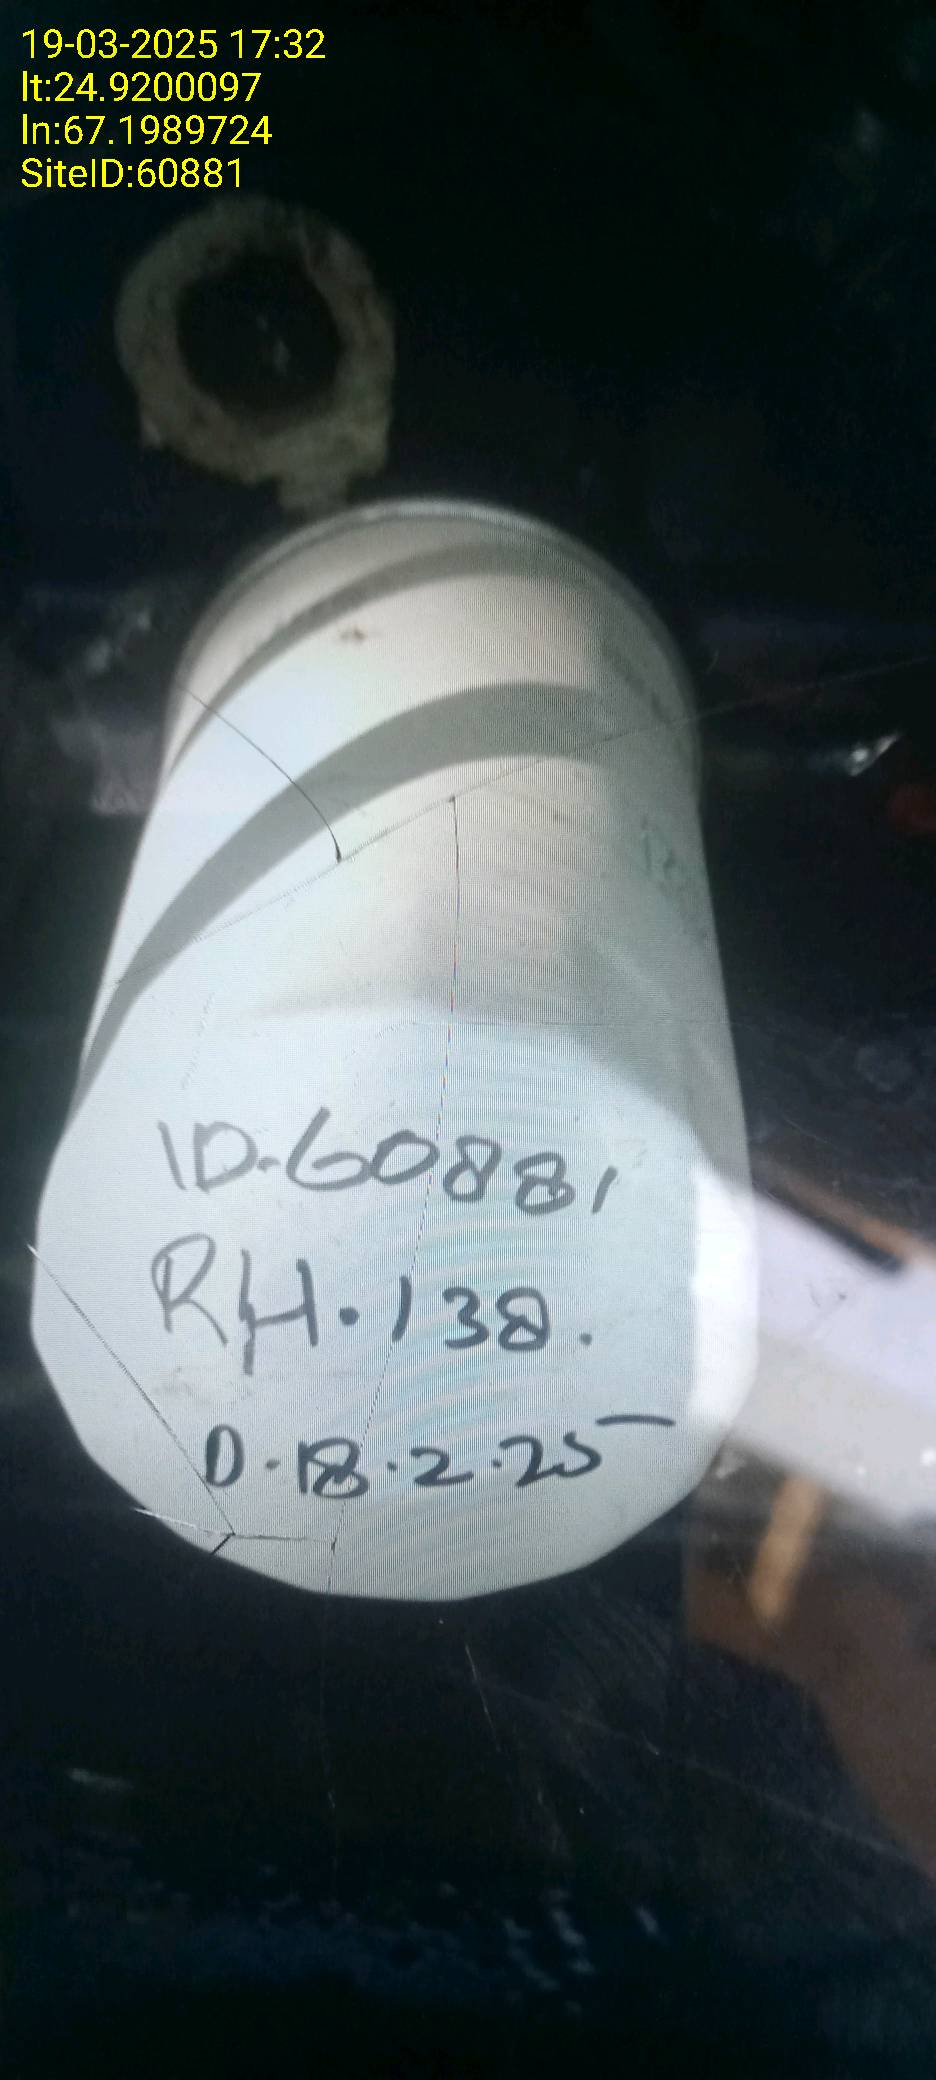 19-03-2025 17:32
lt:24.9200097
ln:67.1989724
SiteID:60881
ID.60881
RH.138.
D.18.2.25